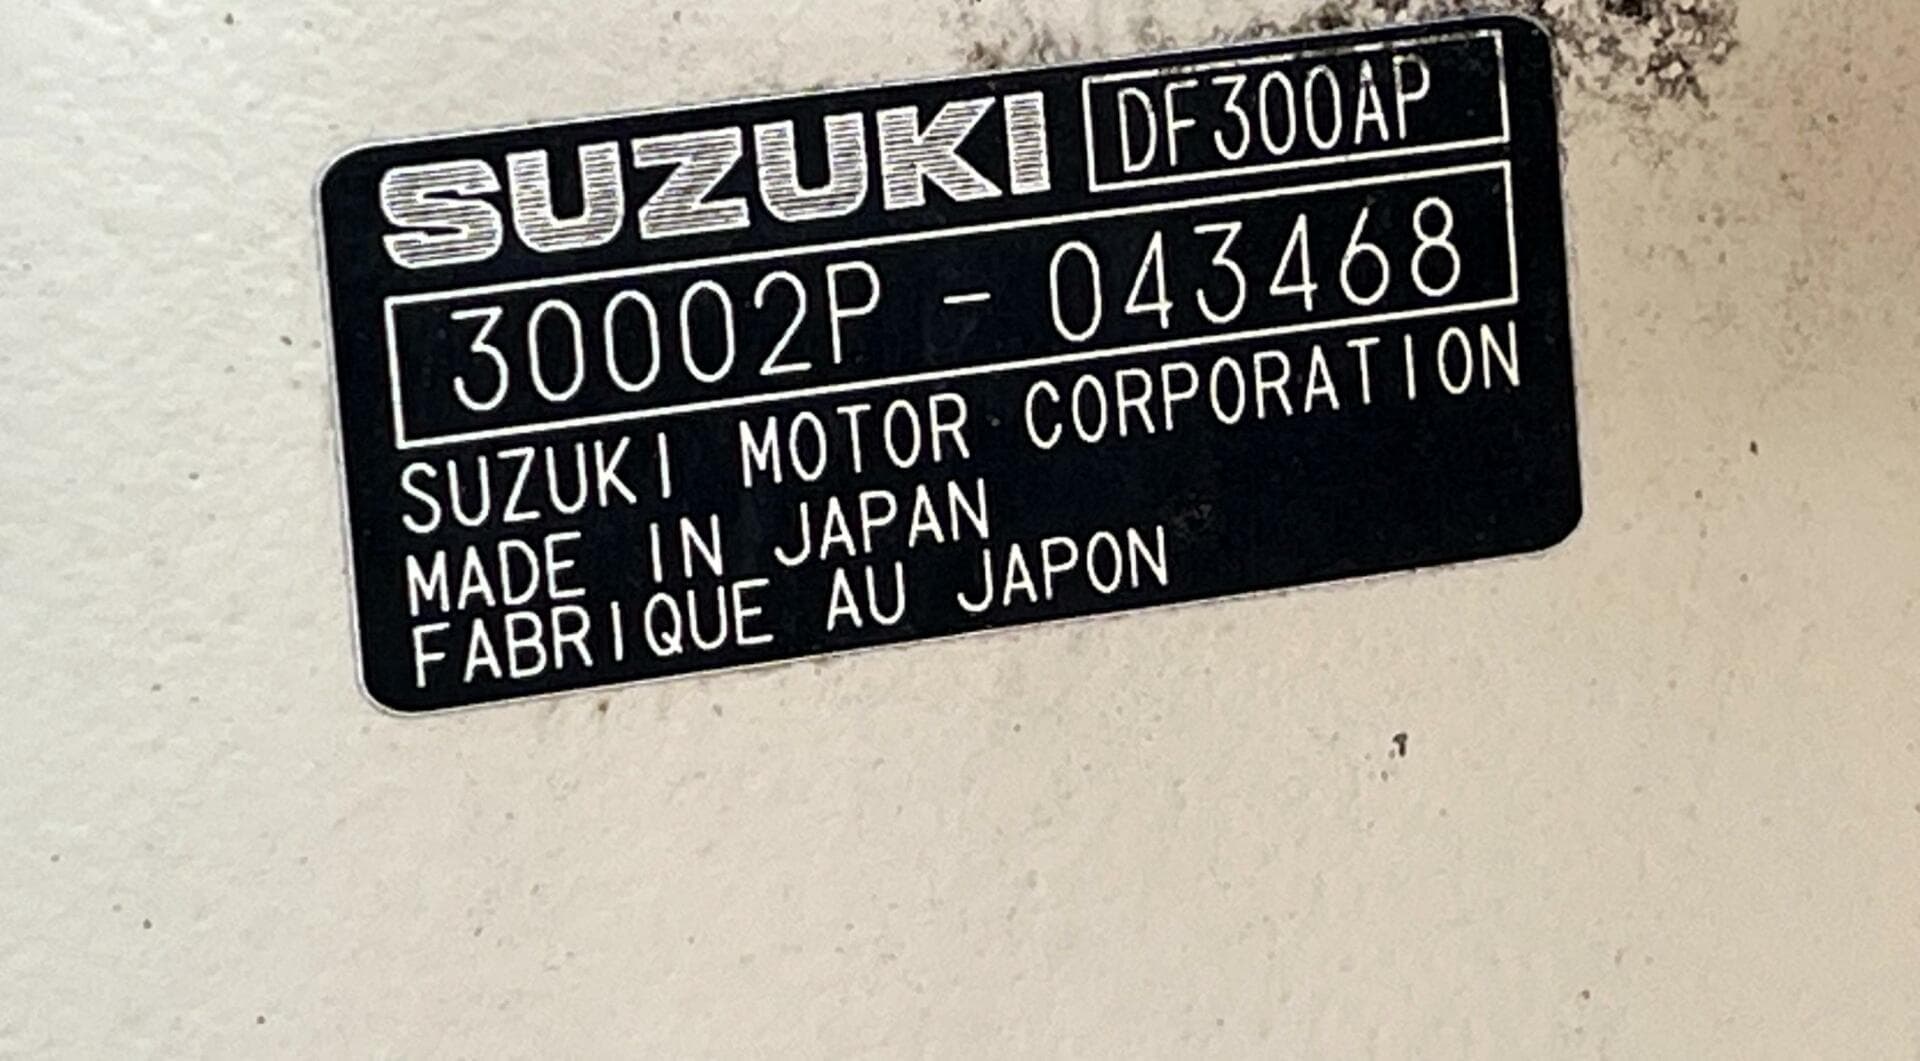 SUZUKI DF300AP
30002P - 043468
SUZUKI MOTOR CORPORATION
MADE IN JAPAN
FABRIQUE AU JAPON